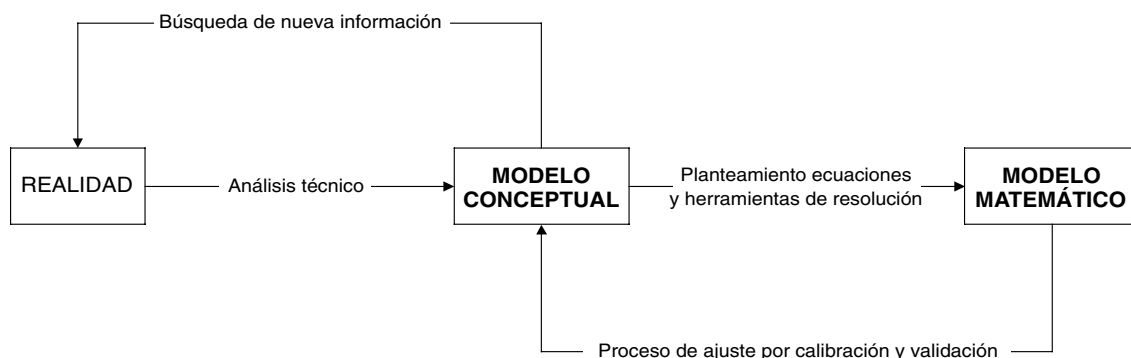 Búsqueda de nueva información
REALIDAD
Análisis técnico
MODELO
CONCEPTUAL
Planteamiento ecuaciones
y herramientas de resolución
MODELO
MATEMÁTICO
Proceso de ajuste por calibración y validación